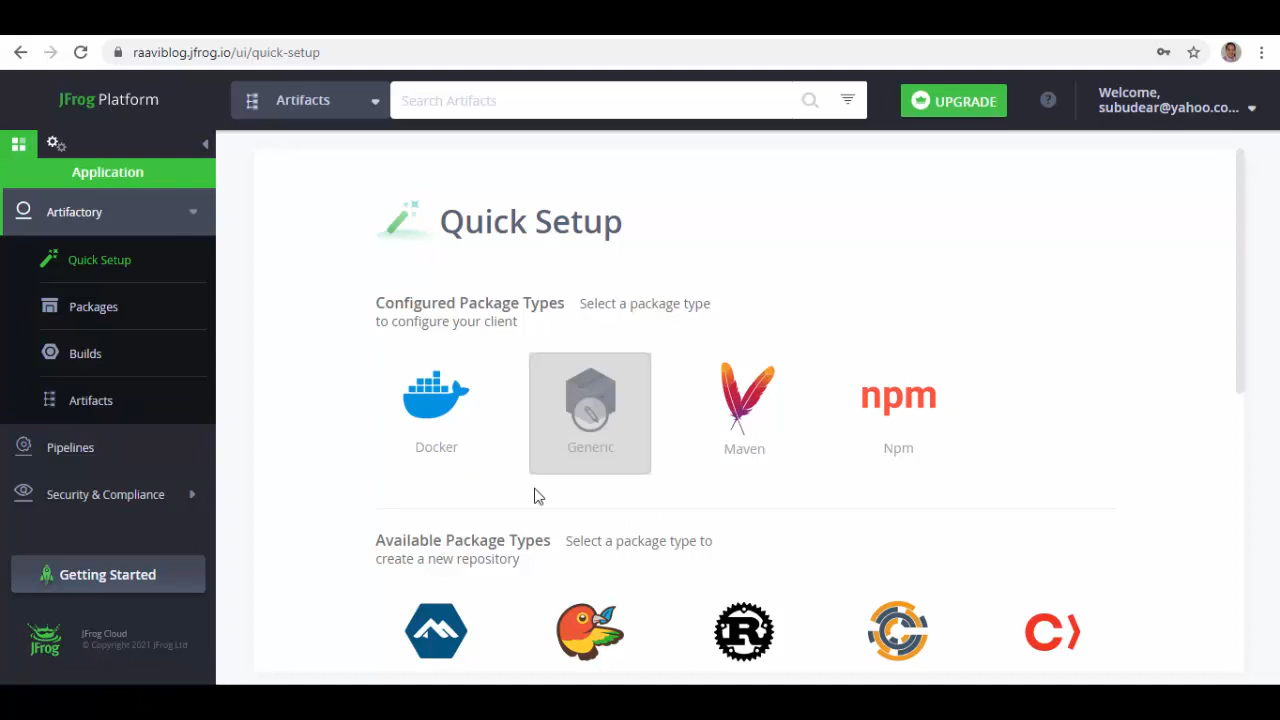 raaviblog.jfrog.io/ui/quick-setup
JFrog Platform
Artifacts
Search Artifacts
UPGRADE
?
Welcome,
subudear@yahoo.co...
Application
Artifactory
Quick Setup
Packages
Builds
Artifacts
Pipelines
Security & Compliance
Getting Started
JFrog
JFrog Cloud
© Copyright 2021 JFrog Ltd
Quick Setup
Configured Package Types Select a package type
to configure your client
Docker
Generic
Maven
npm
Npm
Available Package Types Select a package type to
create a new repository
R
C